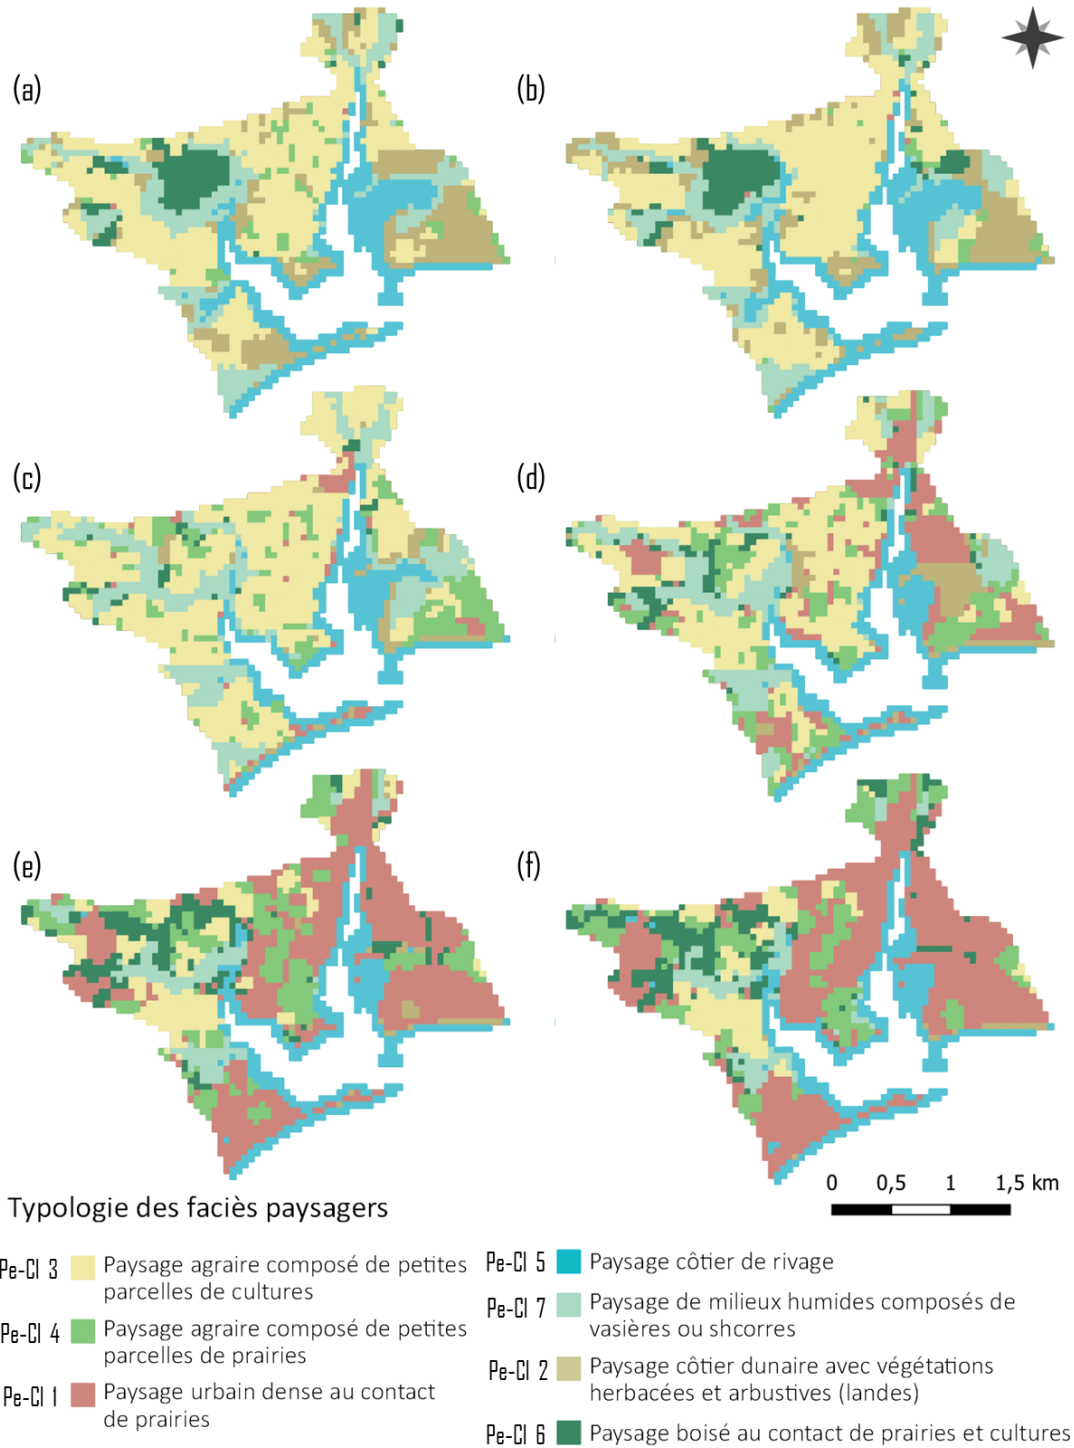 (a)
(b)
(c)
(d)
(e)
(f)
0 0,5 1 1,5 km
Typologie des faciès paysagers
Pe-Cl 3 Paysage agraire composé de petites
parcelles de cultures
Pe-Cl 4 Paysage agraire composé de petites
parcelles de prairies
Pe-Cl 1 Paysage urbain dense au contact
de prairies
Pe-Cl 5 Paysage côtier de rivage
Pe-Cl 7 Paysage de milieux humides composés de
vasières ou shcorres
Pe-Cl 2 Paysage côtier dunaire avec végétations
herbacées et arbustives (landes)
Pe-Cl 6 Paysage boisé au contact de prairies et cultures